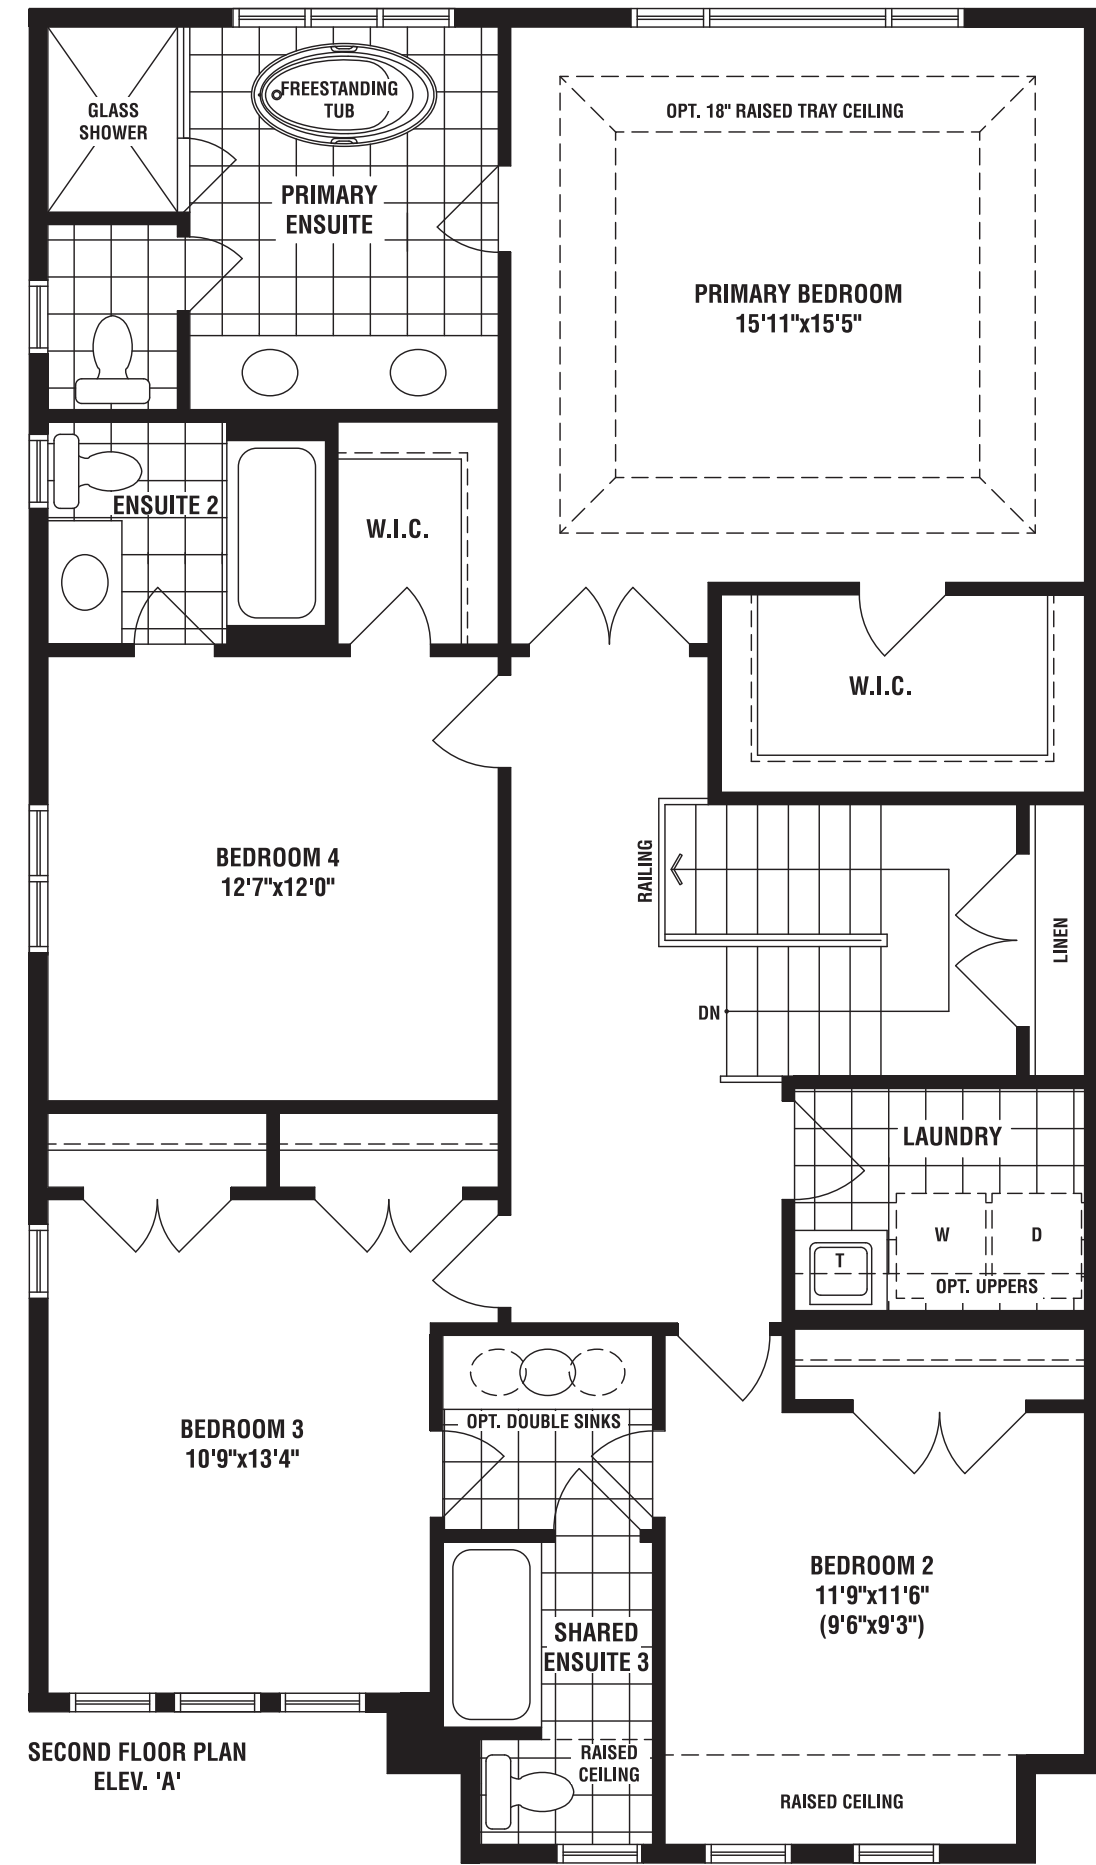 GLASS
SHOWER
FREESTANDING
TUB
PRIMARY
ENSUITE
OPT. 18" RAISED TRAY CEILING
PRIMARY BEDROOM
15'11"x15'5"
ENSUITE 2
W.I.C.
W.I.C.
BEDROOM 4
12'7"x12'0"
RAILING
LINEN
DN
LAUNDRY
W
D
T
OPT. UPPERS
BEDROOM 3
10'9"x13'4"
OPT. DOUBLE SINKS
BEDROOM 2
11'9"x11'6"
(9'6"x9'3")
SHARED
ENSUITE 3
RAISED
CEILING
RAISED CEILING
SECOND FLOOR PLAN
ELEV. 'A'